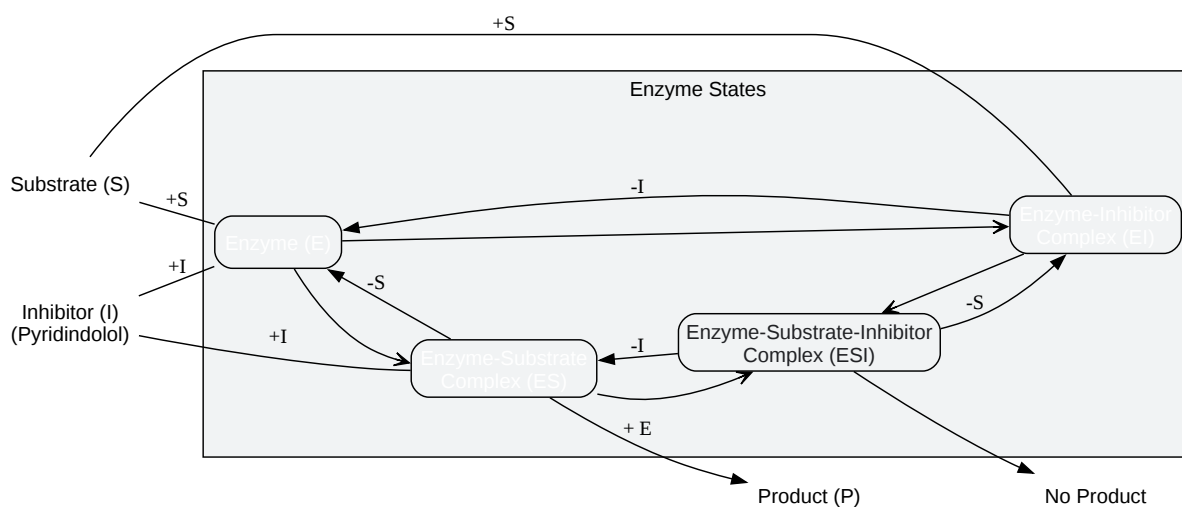 +S
Enzyme States
Substrate (S)
+S
-I
Enzyme-Inhibitor
Complex (EI)
Enzyme (E)
+I
-S
-S
Inhibitor (I)
(Pyridindolol)
+I
Enzyme-Substrate-Inhibitor
Complex (ESI)
-I
Enzyme-Substrate
Complex (ES)
+ E
Product (P)
No Product